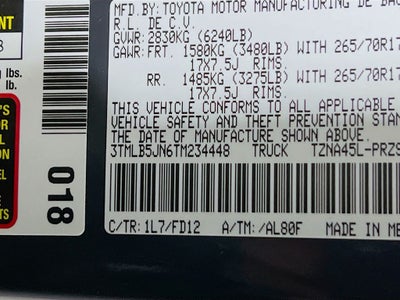 MFD.BY: TOYOTA MOTOR MANUFACTURING DE BA
R.L. DE C.V.
GVWR: 2830KG (6240LB)
GAWR: FRT. 1580KG (3480LB) WITH 265/70R17
17X7.5J RIMS
RR. 1485KG (3275LB) WITH 265/70R17
17X7.5J RIMS.
THIS VEHICLE CONFORMS TO ALL APPLICABLE
VEHICLE SAFETY AND THEFT PREVENTION STAN
THE DATE OF MANUFACTURE SHOWN ABOVE.
3TMLB5JN6TM234448 TRUCK TZNA45L-PRZS
C/TR: 1L7/FD12 A/TM: /AL80F MADE IN ME
018
g lbs.
lb.